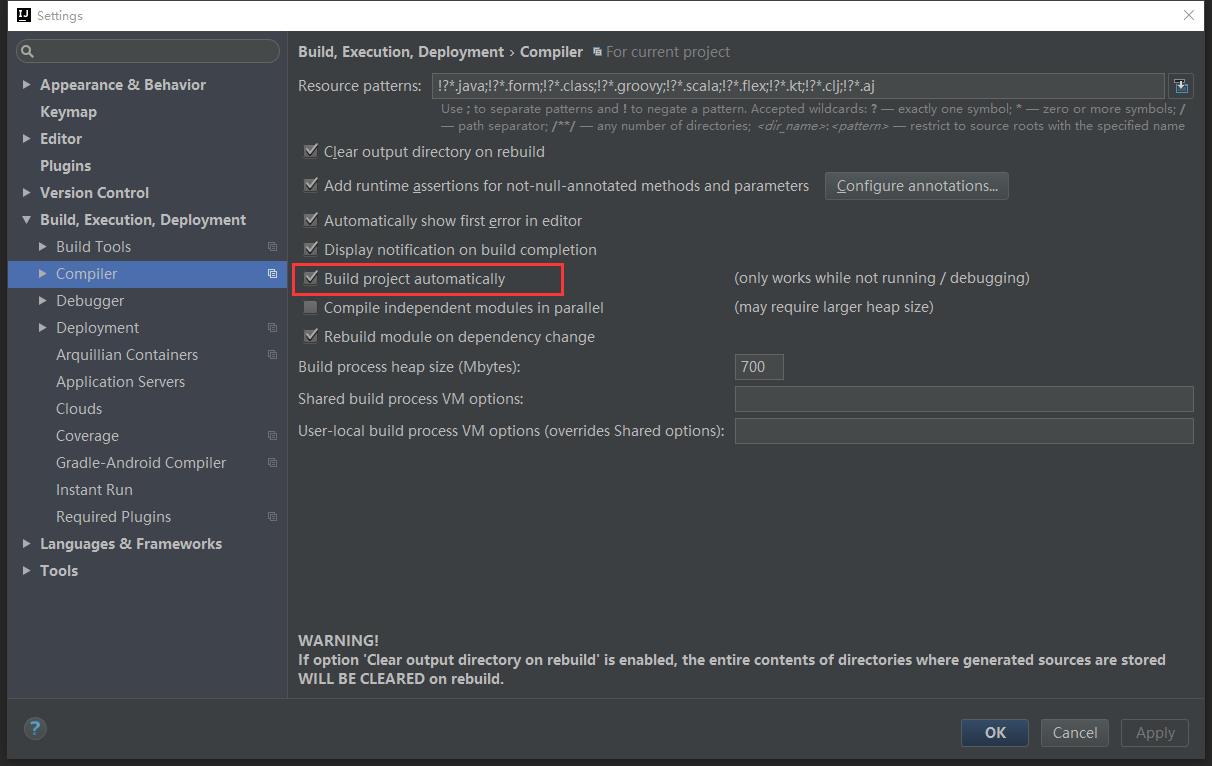 Settings
Appearance & Behavior
Keymap
Editor
Plugins
Version Control
Build, Execution, Deployment
Build Tools
Compiler
Debugger
Deployment
Arquillian Containers
Application Servers
Clouds
Coverage
Gradle-Android Compiler
Instant Run
Required Plugins
Languages & Frameworks
Tools
Build, Execution, Deployment › Compiler For current project
Resource patterns: !?*.java;!?*.form;!?*.class;!?*.groovy;!?*.scala;!?*.flex;!?*.kt;!?*.clj;!?*.aj
Use ; to separate patterns and ! to negate a pattern. Accepted wildcards: ? — exactly one symbol; * — zero or more symbols; /
— path separator; /**/ — any number of directories; <dir_name>:<pattern> — restrict to source roots with the specified name
Clear output directory on rebuild
Add runtime assertions for not-null-annotated methods and parameters Configure annotations...
Automatically show first error in editor
Display notification on build completion
Build project automatically (only works while not running / debugging)
Compile independent modules in parallel (may require larger heap size)
Rebuild module on dependency change
Build process heap size (Mbytes): 700
Shared build process VM options:
User-local build process VM options (overrides Shared options):
WARNING!
If option 'Clear output directory on rebuild' is enabled, the entire contents of directories where generated sources are stored
WILL BE CLEARED on rebuild.
? OK Cancel Apply